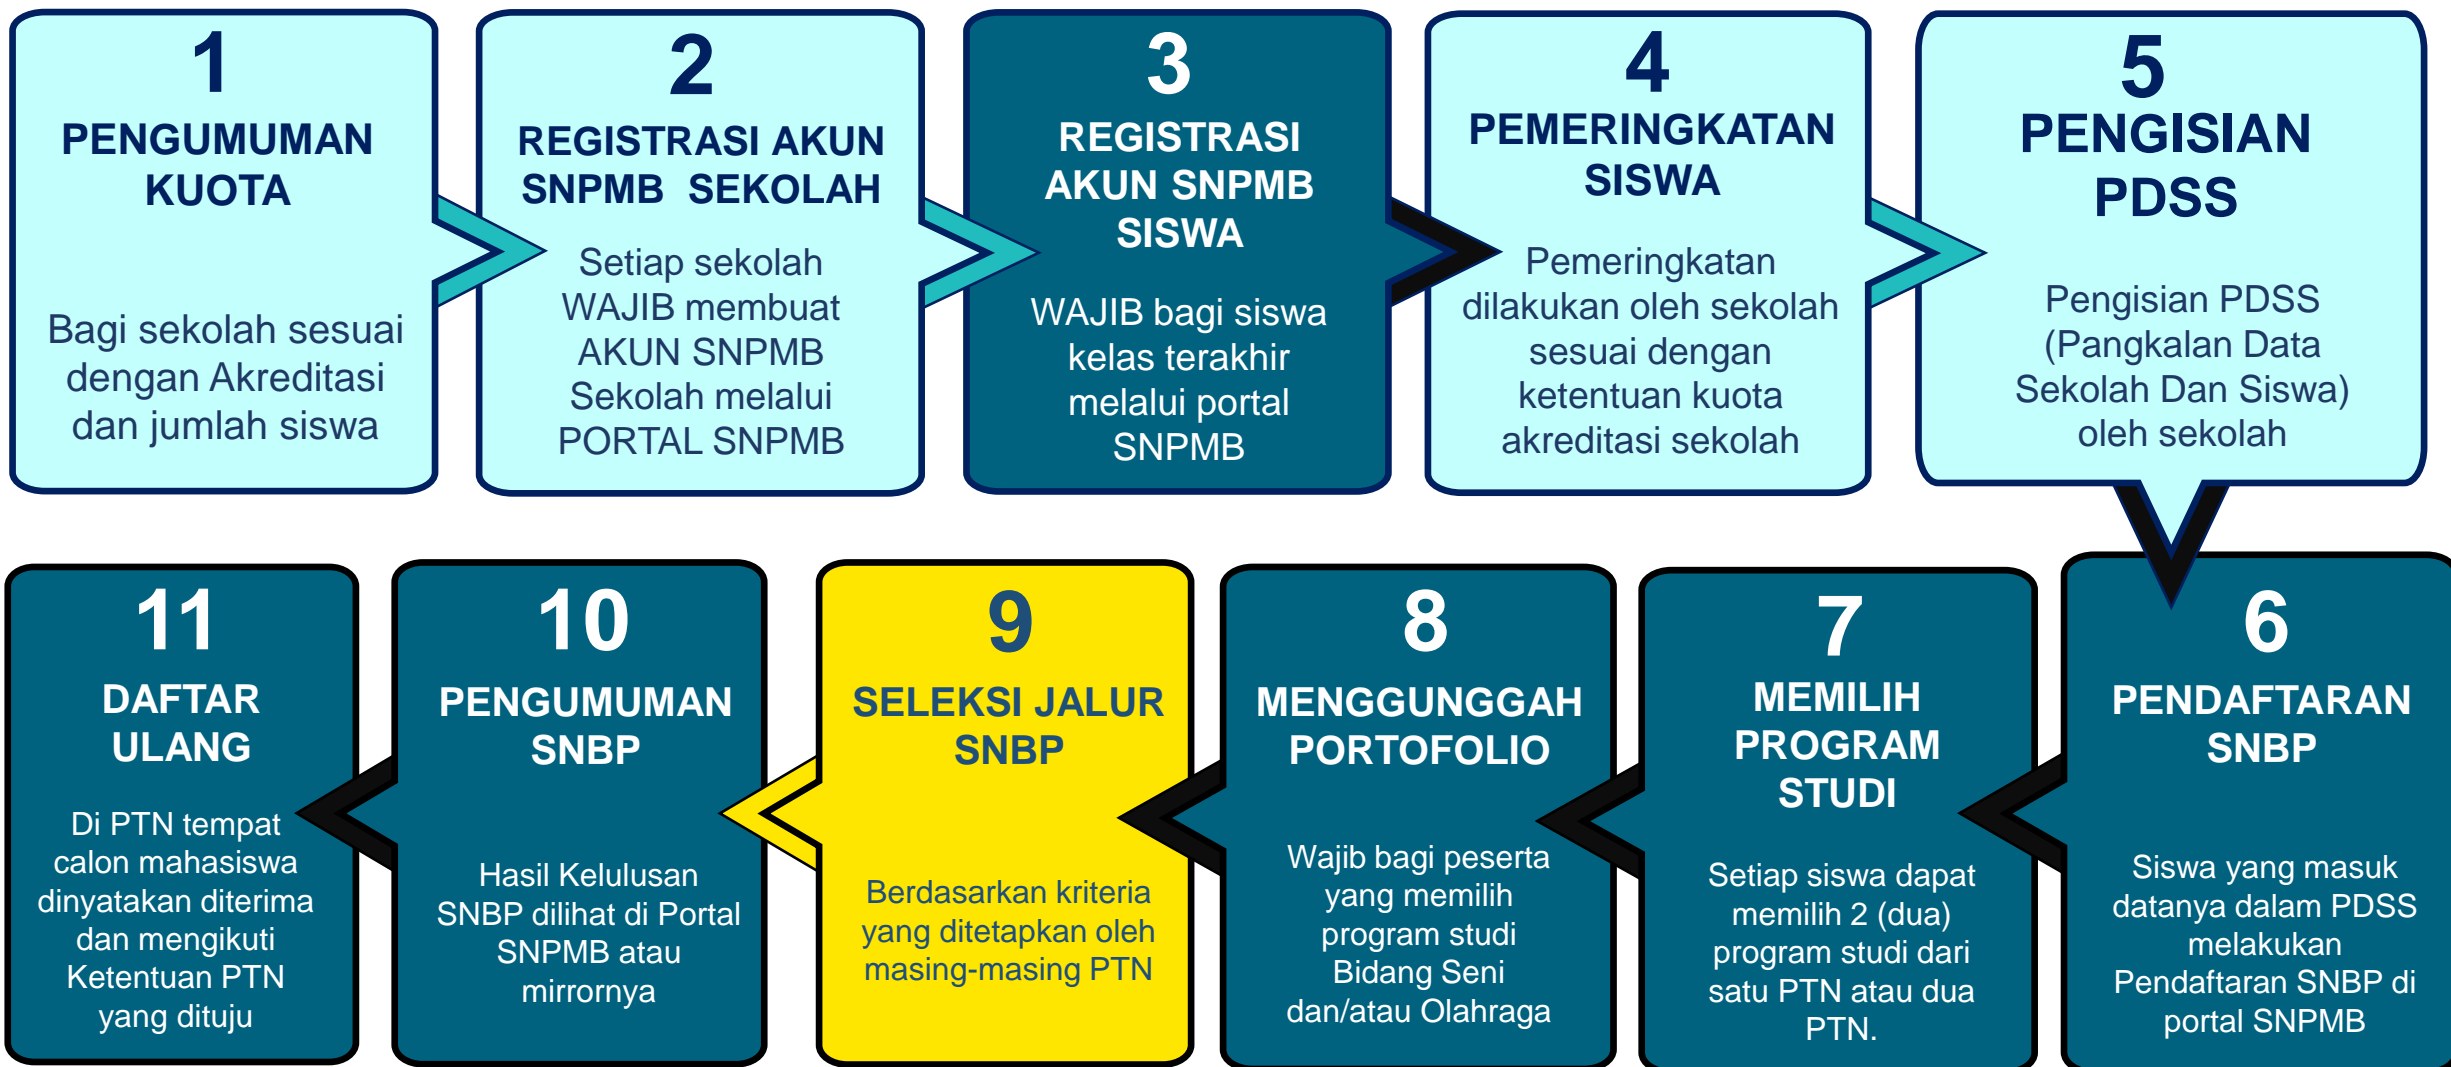 1
PENGUMUMAN
KUOTA
Bagi sekolah sesuai
dengan Akreditasi
dan jumlah siswa
2
REGISTRASI AKUN
SNPMB SEKOLAH
Setiap sekolah
WAJIB membuat
AKUN SNPMB
Sekolah melalui
PORTAL SNPMB
3
REGISTRASI
AKUN SNPMB
SISWA
WAJIB bagi siswa
kelas terakhir
melalui portal
SNPMB
4
PEMERINGKATAN
SISWA
Pemeringkatan
dilakukan oleh sekolah
sesuai dengan
ketentuan kuota
akreditasi sekolah
5
PENGISIAN
PDSS
Pengisian PDSS
(Pangkalan Data
Sekolah Dan Siswa)
oleh sekolah
6
PENDAFTARAN
SNBP
Siswa yang masuk
datanya dalam PDSS
melakukan
Pendaftaran SNBP di
portal SNPMB
7
MEMILIH
PROGRAM
STUDI
Setiap siswa dapat
memilih 2 (dua)
program studi dari
satu PTN atau dua
PTN.
8
MENGGUNGGAH
PORTOFOLIO
Wajib bagi peserta
yang memilih
program studi
Bidang Seni
dan/atau Olahraga
9
SELEKSI JALUR
SNBP
Berdasarkan kriteria
yang ditetapkan oleh
masing-masing PTN
10
PENGUMUMAN
SNBP
Hasil Kelulusan
SNBP dilihat di Portal
SNPMB atau
mirrornya
11
DAFTAR
ULANG
Di PTN tempat
calon mahasiswa
dinyatakan diterima
dan mengikuti
Ketentuan PTN
yang dituju